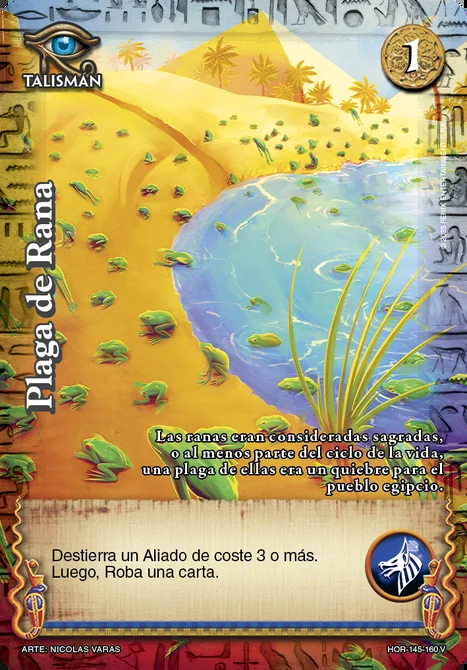 TALISMÁN
1
Plaga de Rana
Las ranas eran consideradas sagradas,
o al menos parte del ciclo de la vida,
una plaga de ellas era un quiebre para el
pueblo egipcio.
Destierra un Aliado de coste 3 o más.
Luego, Roba una carta.
ARTE: NICOLAS VARAS
HOR-145-160 V